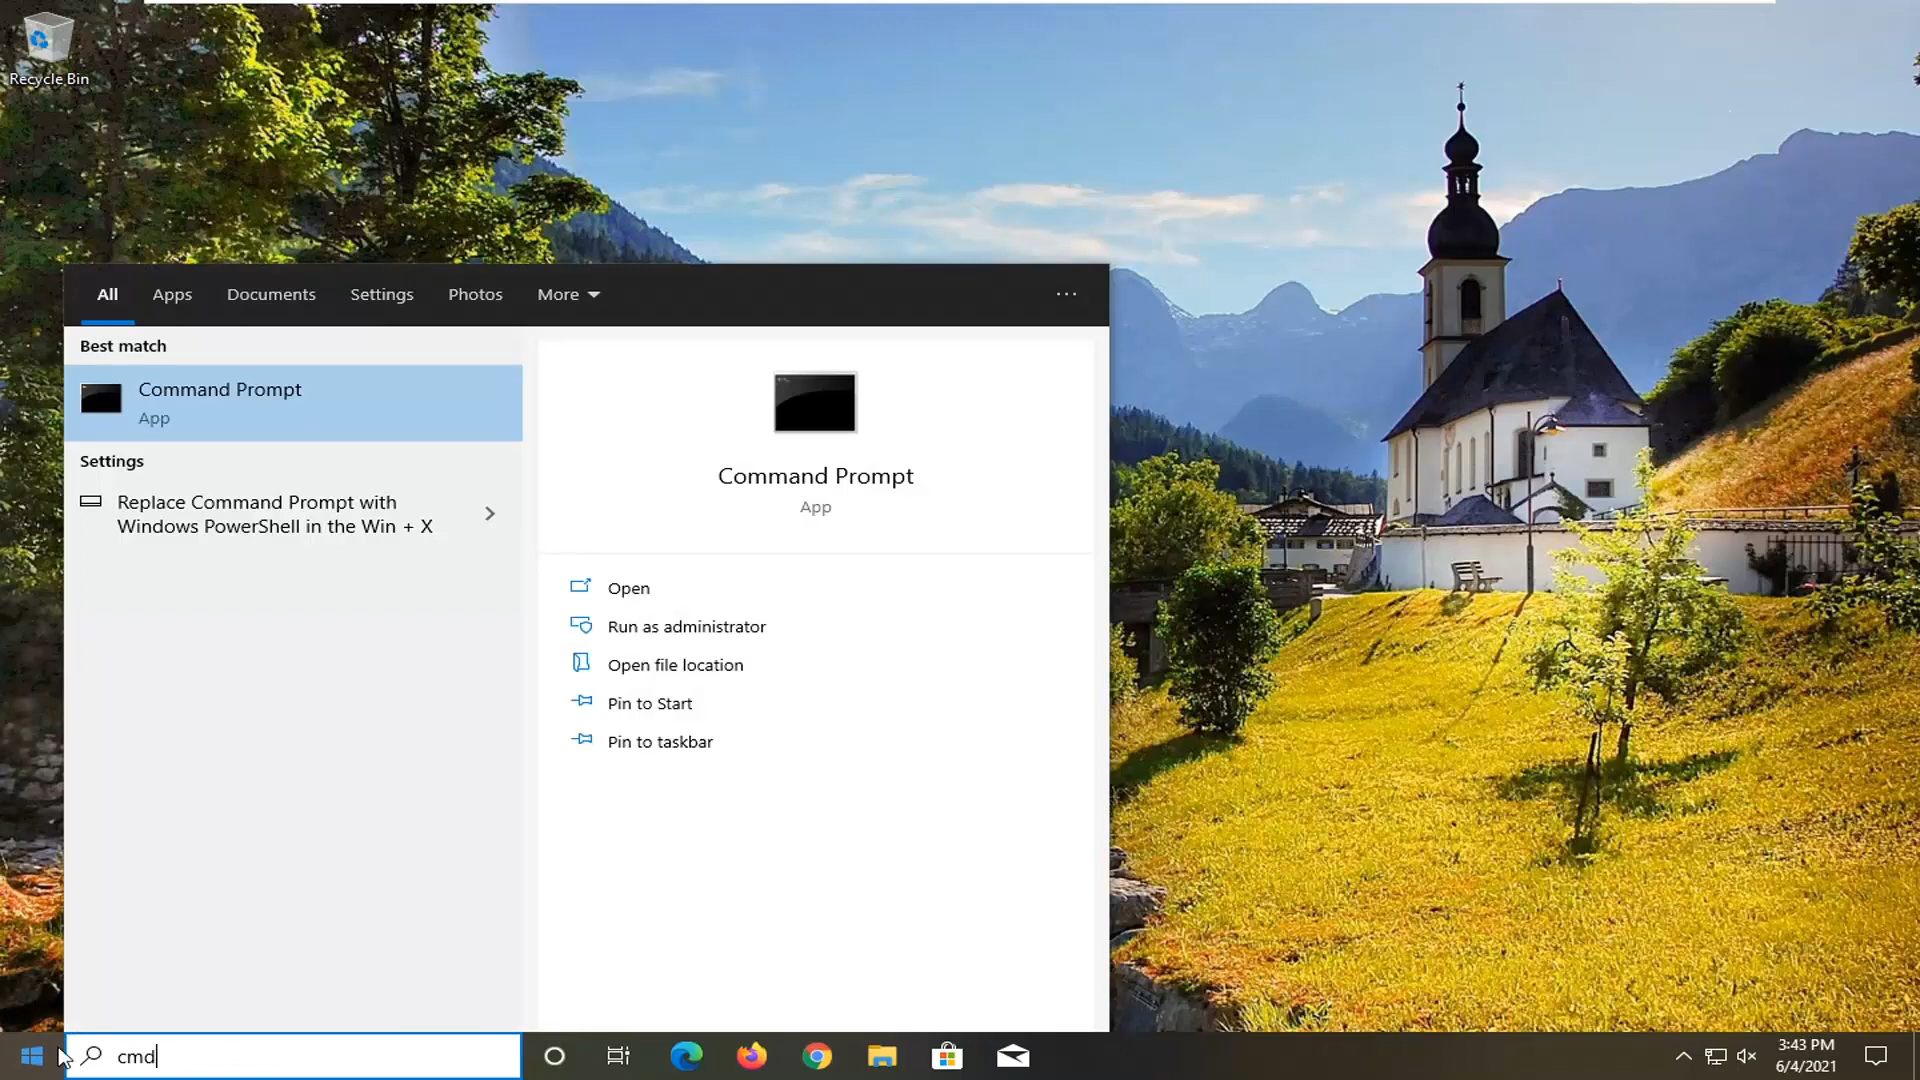 Recycle Bin
All Apps Documents Settings Photos More ...
Best match
Command Prompt
App
Settings
Replace Command Prompt with
Windows PowerShell in the Win + X
Command Prompt
App
Open
Run as administrator
Open file location
Pin to Start
Pin to taskbar
cmd
3:43 PM
6/4/2021